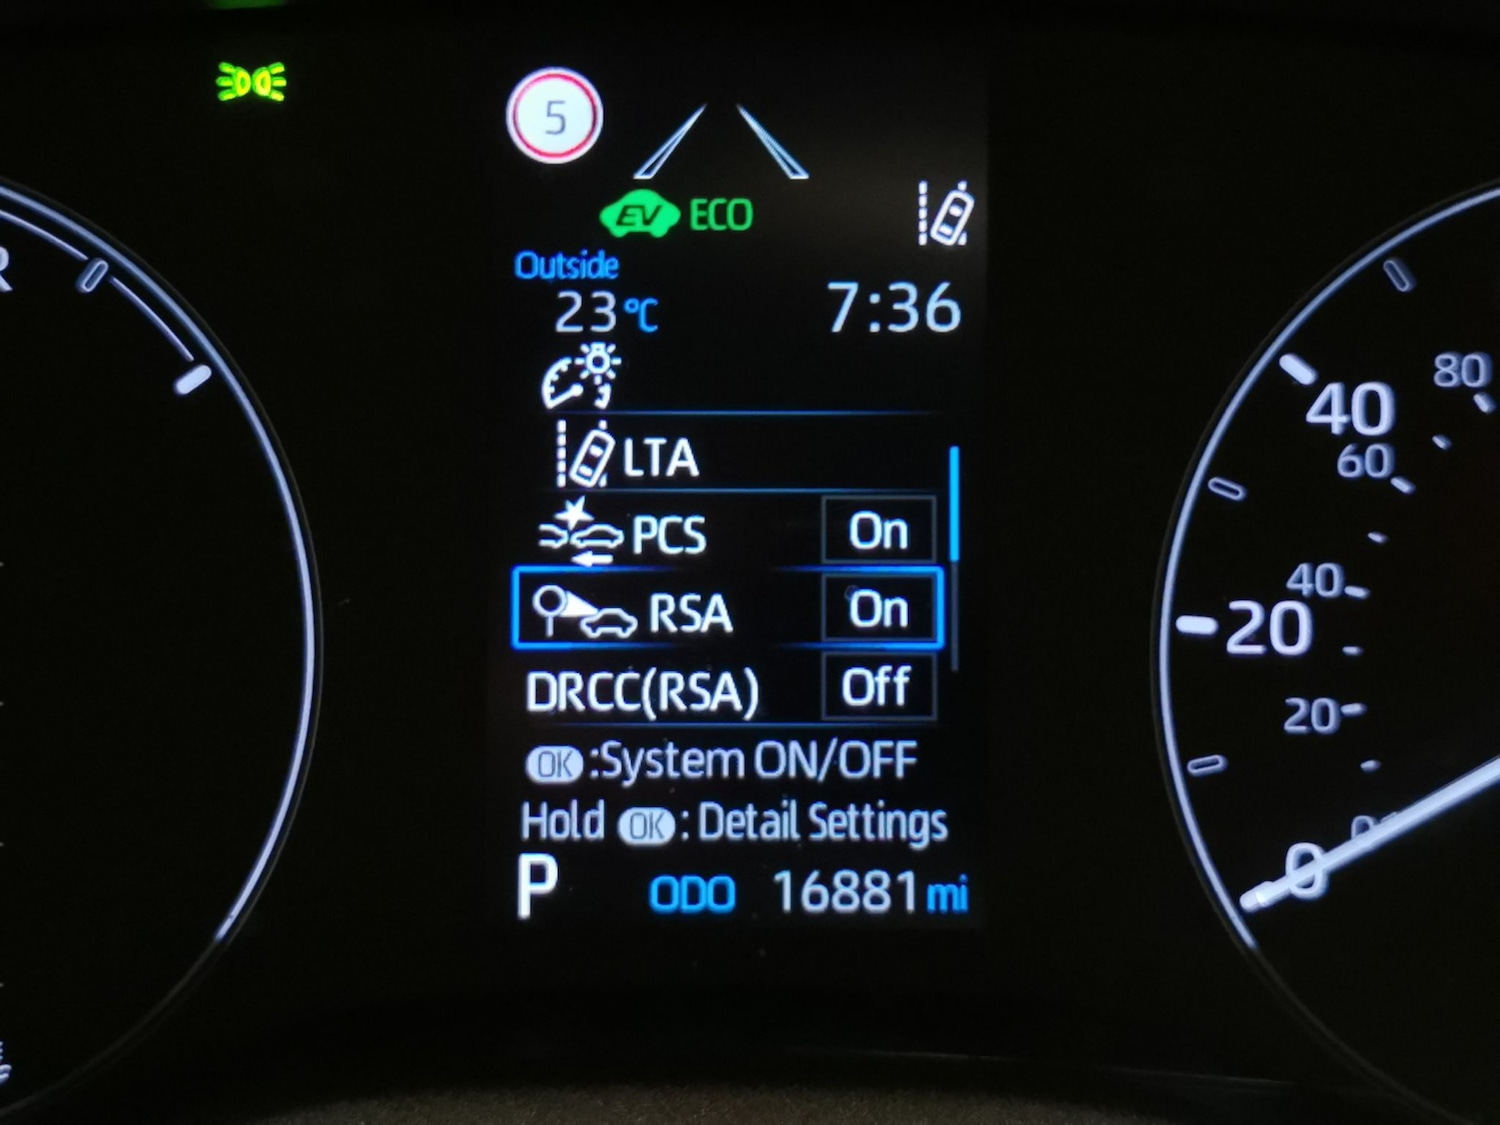 5
EV ECO
Outside
23°C 7:36
LTA
PCS On
RSA On
DRCC(RSA) Off
OK :System ON/OFF
Hold OK : Detail Settings
P ODO 16881 mi
R
80
40
60
40
20
20
0
0